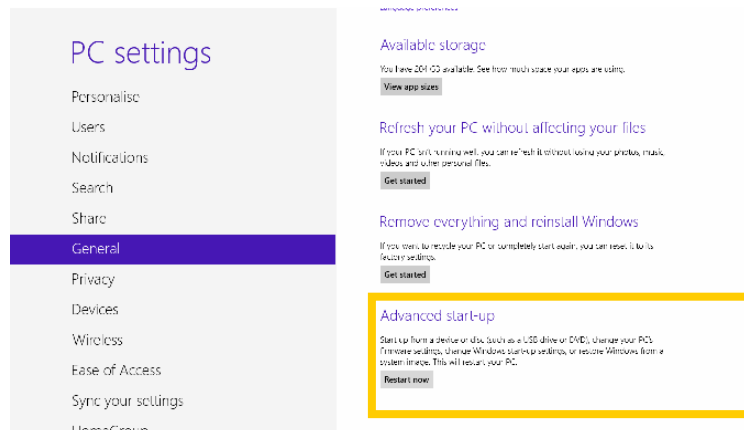 PC settings
Personalise
Users
Notifications
Search
Share
General
Privacy
Devices
Wireless
Ease of Access
Sync your settings
HomeGroup
Language preferences
Available storage
You have 204 GB available. See how much space your apps are using.
View app sizes
Refresh your PC without affecting your files
If your PC isn't running well, you can refresh it without losing your photos, music,
videos and other personal files.
Get started
Remove everything and reinstall Windows
If you want to recycle your PC or completely start again, you can reset it to its
factory settings.
Get started
Advanced start-up
Start up from a device or disc (such as a USB drive or DVD), change your PC's
firmware settings, change Windows start-up settings, or restore Windows from a
system image. This will restart your PC.
Restart now